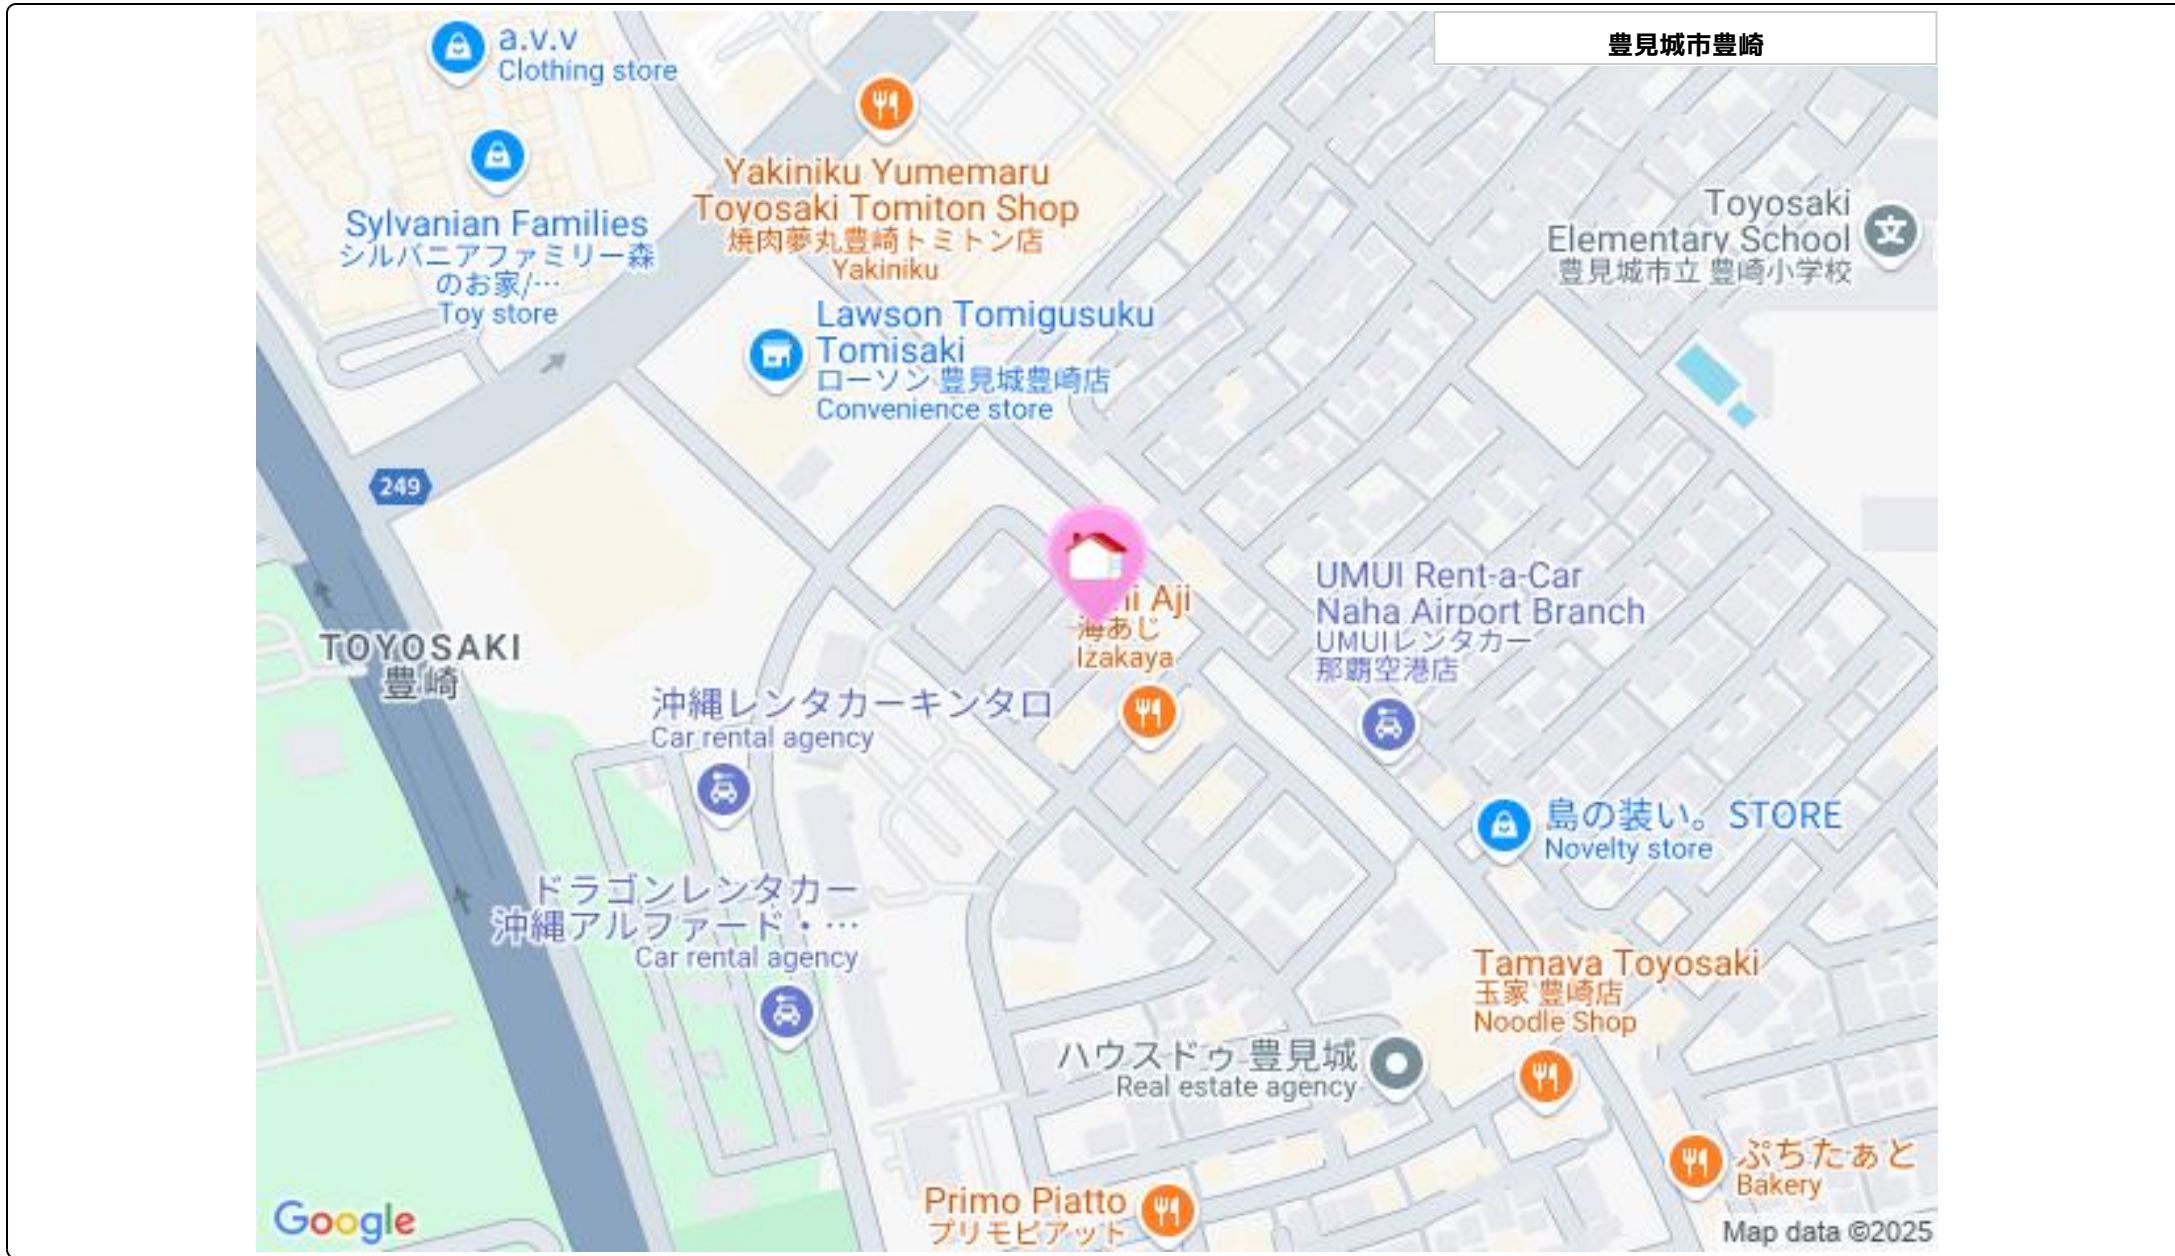 豊見城市豊崎
a.v.v
Clothing store
Yakiniku Yumemaru
Toyosaki Tomiton Shop
焼肉夢丸豊崎トミトン店
Yakiniku
Sylvanian Families
シルバニアファミリー森
のお家/…
Toy store
Toyosaki
Elementary School
豊見城市立 豊崎小学校
Lawson Tomigusuku
Tomisaki
ローソン 豊見城豊崎店
Convenience store
249
Aji
海あじ
Izakaya
UMUI Rent-a-Car
Naha Airport Branch
UMUIレンタカー
那覇空港店
TOYOSAKI
豊崎
沖縄レンタカーキンタロ
Car rental agency
島の装い。STORE
Novelty store
ドラゴンレンタカー
沖縄アルファード・…
Car rental agency
Tamaya Toyosaki
玉家 豊崎店
Noodle Shop
ハウスドゥ 豊見城
Real estate agency
ぷちたぁと
Bakery
Primo Piatto
プリモピアット
Google
Map data ©2025